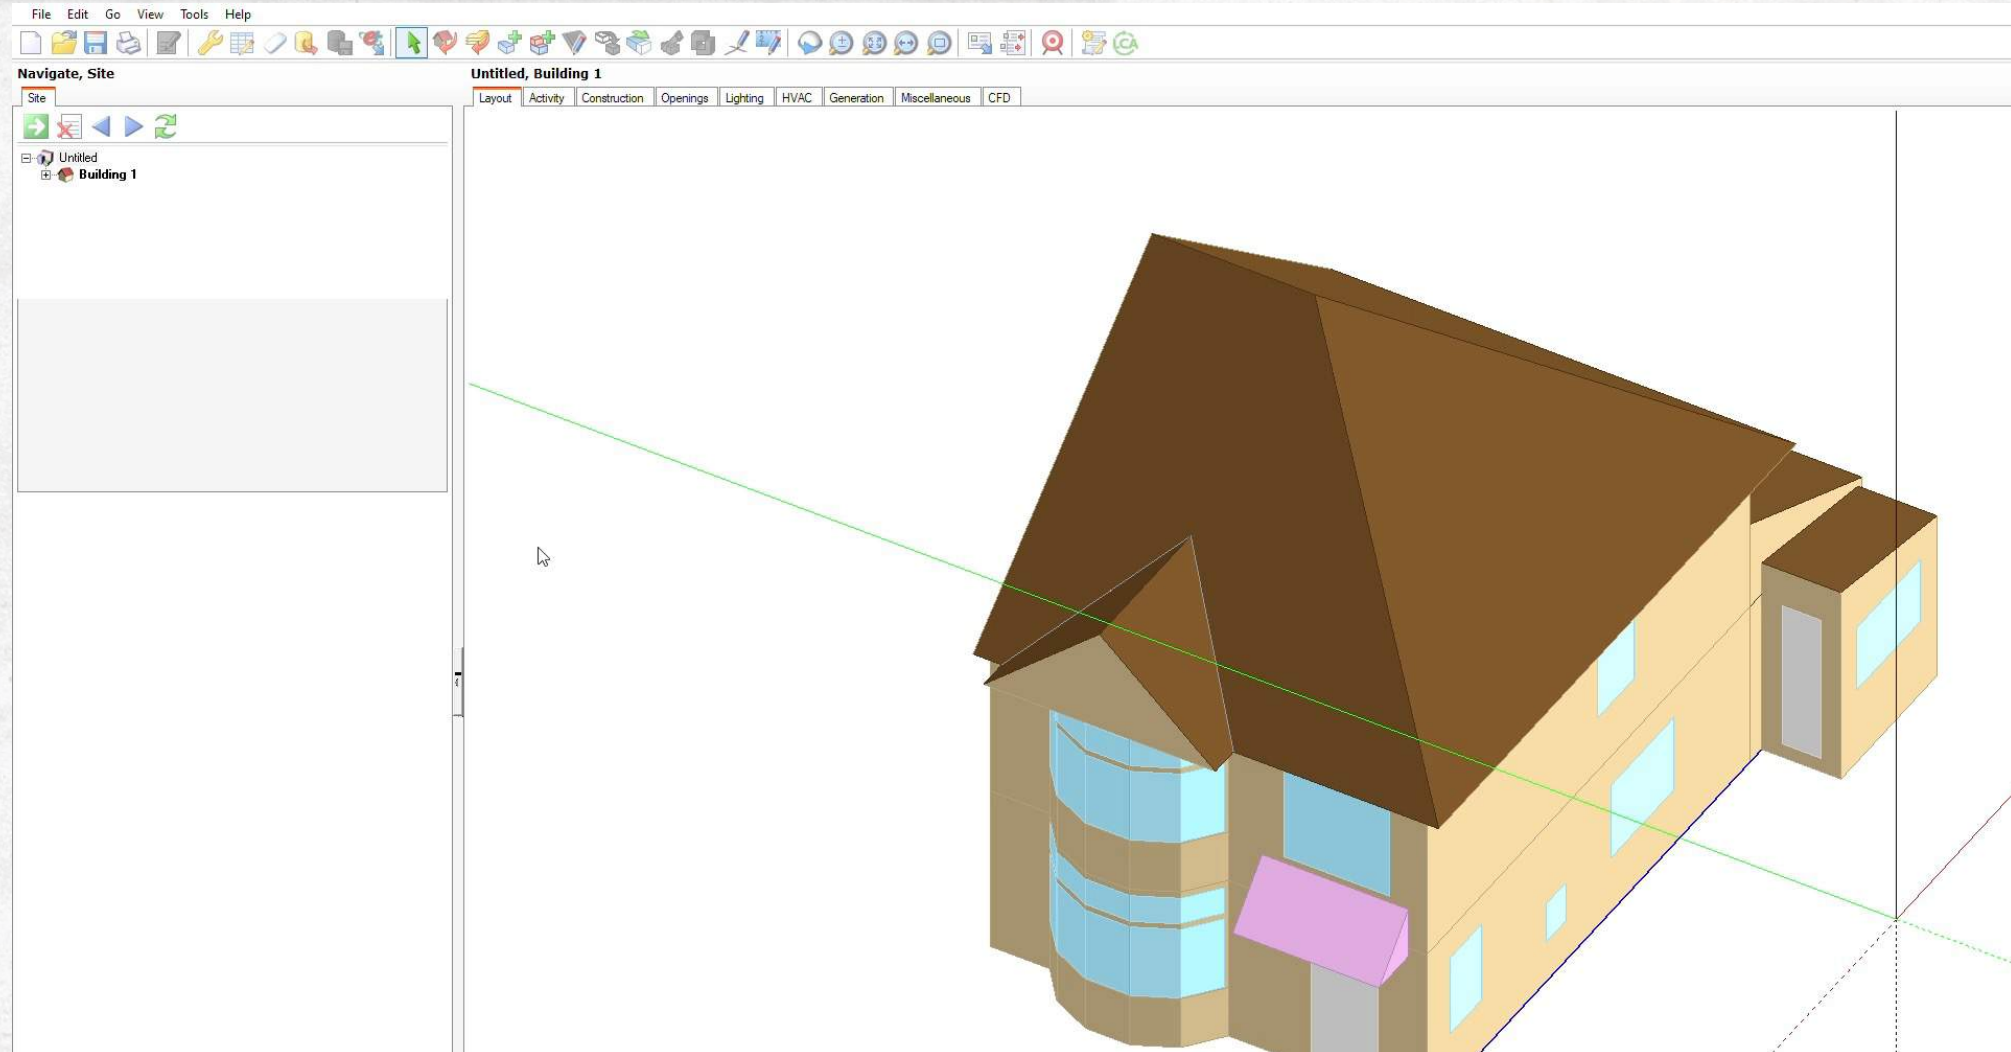 File Edit Go View Tools Help
LCA
Navigate, Site
Untitled, Building 1
Site
Layout Activity Construction Openings Lighting HVAC Generation Miscellaneous CFD
Untitled
Building 1